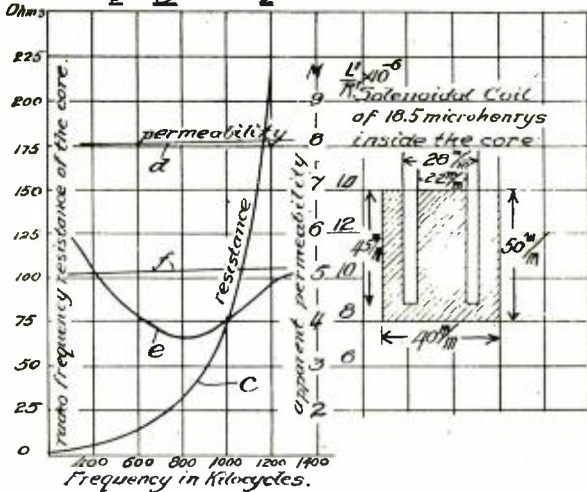 Ohms
225
200
175
150
125
100
75
50
25
0
radio frequency resistance of the core.
permeability
d
f
e
C
resistance
400 600 800 1000 1200 1400
Frequency in Kilocycles.
apparent permeability
9
8
7
6
5
4
3
2
10
12
10
8
6
L' ×10⁻⁶
Solenoidal Coil
of 18.5 microhenrys
inside the core
28 m/m
22 m/m
45 m/m
50 m/m
40 m/m